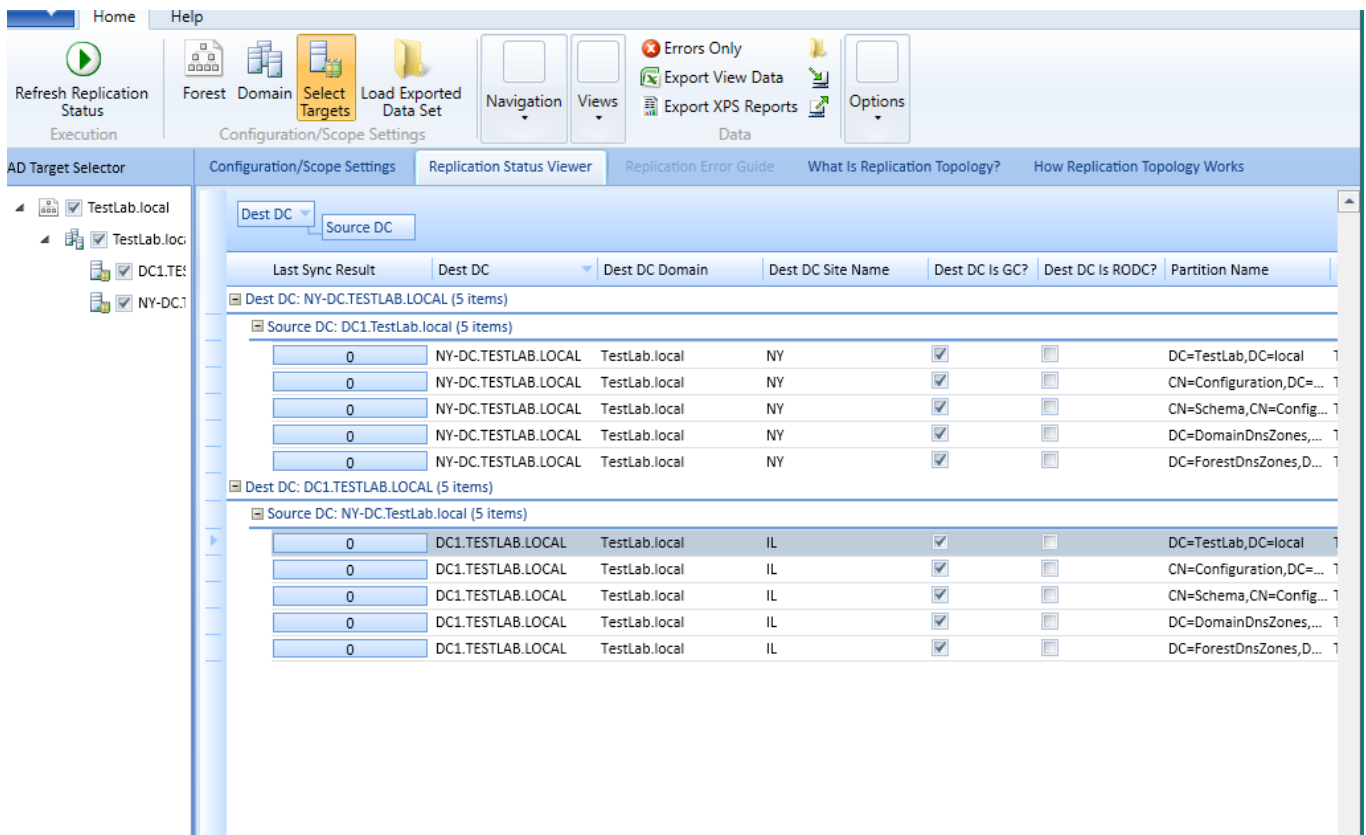 Home Help
Refresh Replication Status
Execution
Forest Domain Select Targets Load Exported Data Set
Configuration/Scope Settings
Navigation Views
Errors Only
Export View Data
Export XPS Reports
Data
Options
AD Target Selector
Configuration/Scope Settings Replication Status Viewer Replication Error Guide What Is Replication Topology? How Replication Topology Works
TestLab.local
TestLab.loc
DC1.TES
NY-DC.T
Dest DC
Source DC
Last Sync Result Dest DC Dest DC Domain Dest DC Site Name Dest DC Is GC? Dest DC Is RODC? Partition Name
Dest DC: NY-DC.TESTLAB.LOCAL (5 items)
Source DC: DC1.TestLab.local (5 items)
0 NY-DC.TESTLAB.LOCAL TestLab.local NY DC=TestLab,DC=local
0 NY-DC.TESTLAB.LOCAL TestLab.local NY CN=Configuration,DC=...
0 NY-DC.TESTLAB.LOCAL TestLab.local NY CN=Schema,CN=Config...
0 NY-DC.TESTLAB.LOCAL TestLab.local NY DC=DomainDnsZones,...
0 NY-DC.TESTLAB.LOCAL TestLab.local NY DC=ForestDnsZones,D...
Dest DC: DC1.TESTLAB.LOCAL (5 items)
Source DC: NY-DC.TestLab.local (5 items)
0 DC1.TESTLAB.LOCAL TestLab.local IL DC=TestLab,DC=local
0 DC1.TESTLAB.LOCAL TestLab.local IL CN=Configuration,DC=...
0 DC1.TESTLAB.LOCAL TestLab.local IL CN=Schema,CN=Config...
0 DC1.TESTLAB.LOCAL TestLab.local IL DC=DomainDnsZones,...
0 DC1.TESTLAB.LOCAL TestLab.local IL DC=ForestDnsZones,D...